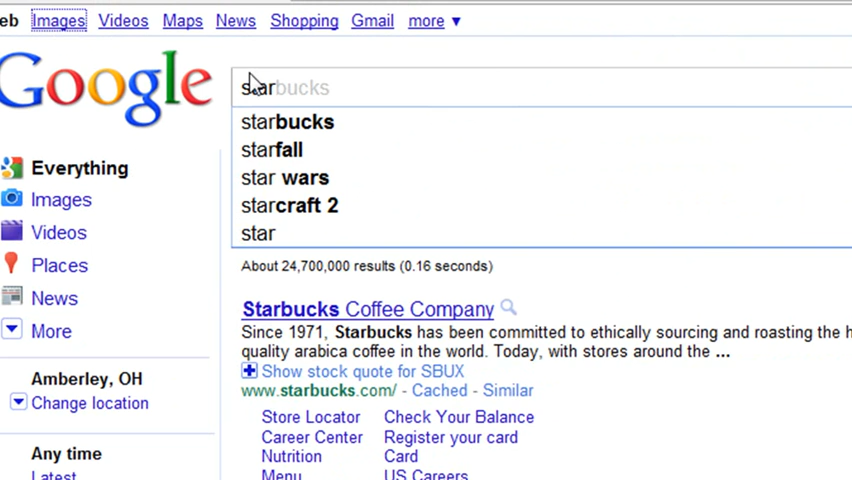 eb Images Videos Maps News Shopping Gmail more ▼
Google
starbucks
starbucks
starfall
star wars
starcraft 2
star
Everything
Images
Videos
Places
News
More
Amberley, OH
Change location
Any time
Latest
About 24,700,000 results (0.16 seconds)
Starbucks Coffee Company
Since 1971, Starbucks has been committed to ethically sourcing and roasting the h
quality arabica coffee in the world. Today, with stores around the ...
Show stock quote for SBUX
www.starbucks.com/ - Cached - Similar
Store Locator Check Your Balance
Career Center Register your card
Nutrition Card
Menu US Careers